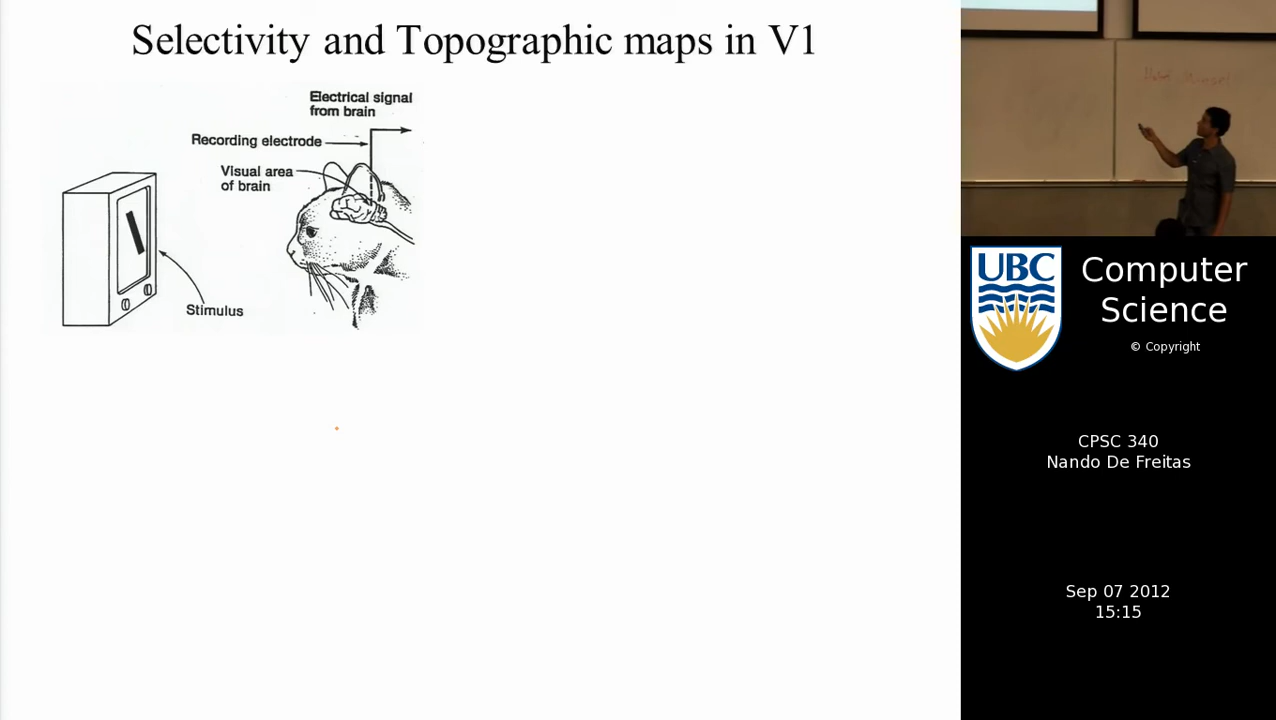 Selectivity and Topographic maps in V1
Electrical signal
from brain
Recording electrode
Visual area
of brain
Stimulus
UBC
Computer
Science
© Copyright
CPSC 340
Nando De Freitas
Sep 07 2012
15:15